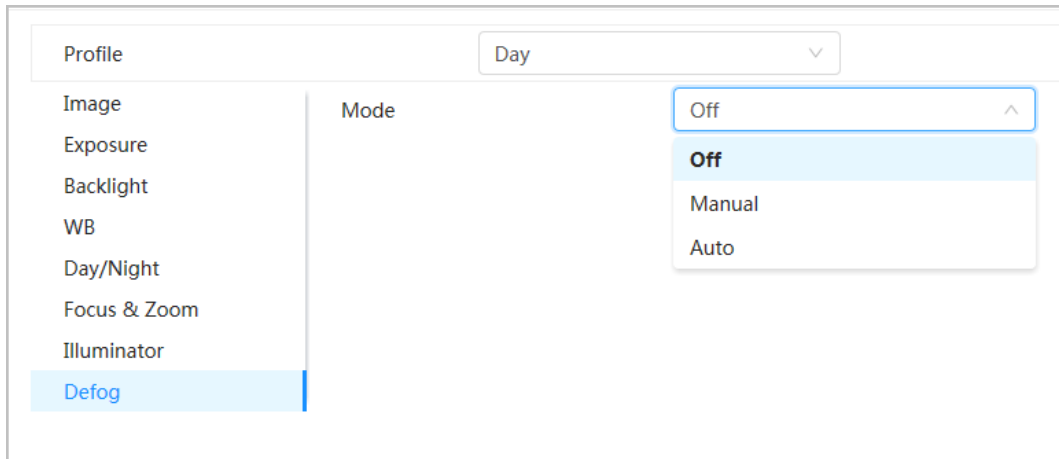 Profile Day
Image
Mode Off
Exposure
Off
Backlight
Manual
WB
Auto
Day/Night
Focus & Zoom
Illuminator
Defog